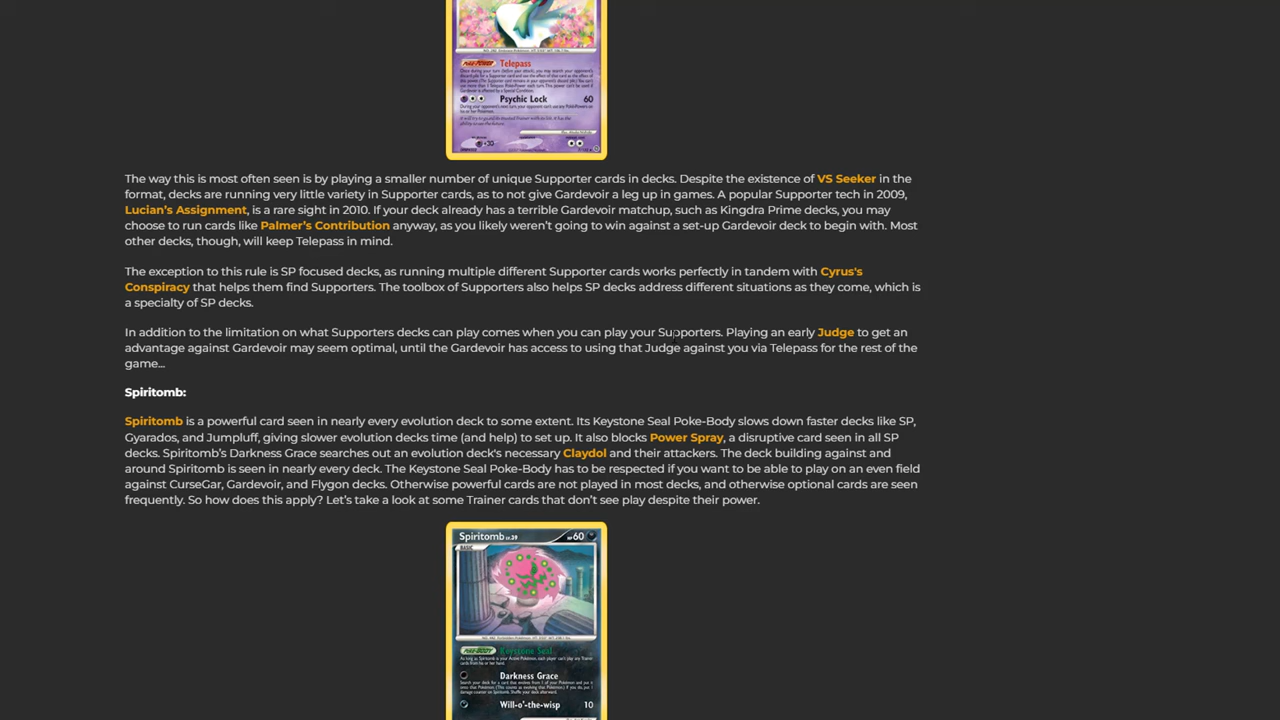 Telepass
Psychic Lock 60
The way this is most often seen is by playing a smaller number of unique Supporter cards in decks. Despite the existence of VS Seeker in the
format, decks are running very little variety in Supporter cards, as to not give Gardevoir a leg up in games. A popular Supporter tech in 2009,
Lucian’s Assignment, is a rare sight in 2010. If your deck already has a terrible Gardevoir matchup, such as Kingdra Prime decks, you may
choose to run cards like Palmer’s Contribution anyway, as you likely weren’t going to win against a set-up Gardevoir deck to begin with. Most
other decks, though, will keep Telepass in mind.
The exception to this rule is SP focused decks, as running multiple different Supporter cards works perfectly in tandem with Cyrus's
Conspiracy that helps them find Supporters. The toolbox of Supporters also helps SP decks address different situations as they come, which is
a specialty of SP decks.
In addition to the limitation on what Supporters decks can play comes when you can play your Supporters. Playing an early Judge to get an
advantage against Gardevoir may seem optimal, until the Gardevoir has access to using that Judge against you via Telepass for the rest of the
game...
Spiritomb:
Spiritomb is a powerful card seen in nearly every evolution deck to some extent. Its Keystone Seal Poke-Body slows down faster decks like SP,
Gyarados, and Jumpluff, giving slower evolution decks time (and help) to set up. It also blocks Power Spray, a disruptive card seen in all SP
decks. Spiritomb’s Darkness Grace searches out an evolution deck's necessary Claydol and their attackers. The deck building against and
around Spiritomb is seen in nearly every deck. The Keystone Seal Poke-Body has to be respected if you want to be able to play on an even field
against CurseGar, Gardevoir, and Flygon decks. Otherwise powerful cards are not played in most decks, and otherwise optional cards are seen
frequently. So how does this apply? Let’s take a look at some Trainer cards that don’t see play despite their power.
Spiritomb LV.39 HP60
BASIC
Keystone Seal
Darkness Grace
Will-o'-the-wisp 10